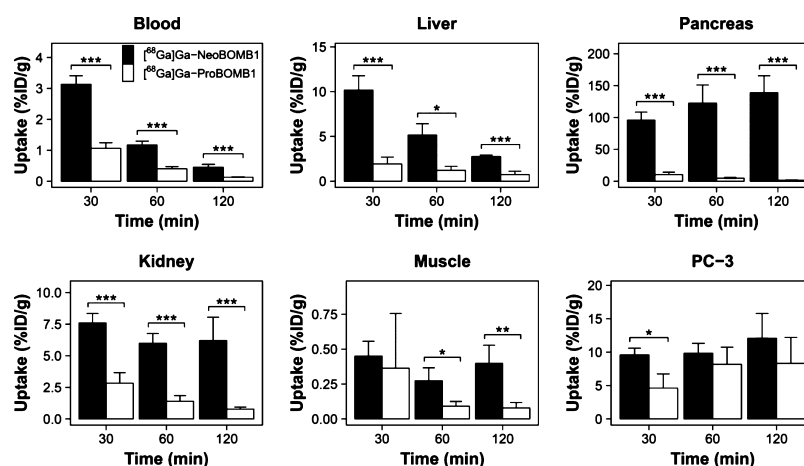 Blood
Uptake (%ID/g)
4
3
2
1
0
[⁶⁸Ga]Ga−NeoBOMB1
[⁶⁸Ga]Ga−ProBOMB1
***
***
***
30 60 120
Time (min)
Liver
Uptake (%ID/g)
15
10
5
0
***
*
***
30 60 120
Time (min)
Pancreas
Uptake (%ID/g)
200
150
100
50
0
***
***
***
30 60 120
Time (min)
Kidney
Uptake (%ID/g)
10.0
7.5
5.0
2.5
0.0
***
***
***
30 60 120
Time (min)
Muscle
Uptake (%ID/g)
0.75
0.50
0.25
0.00
*
**
30 60 120
Time (min)
PC−3
Uptake (%ID/g)
20
15
10
5
0
*
30 60 120
Time (min)